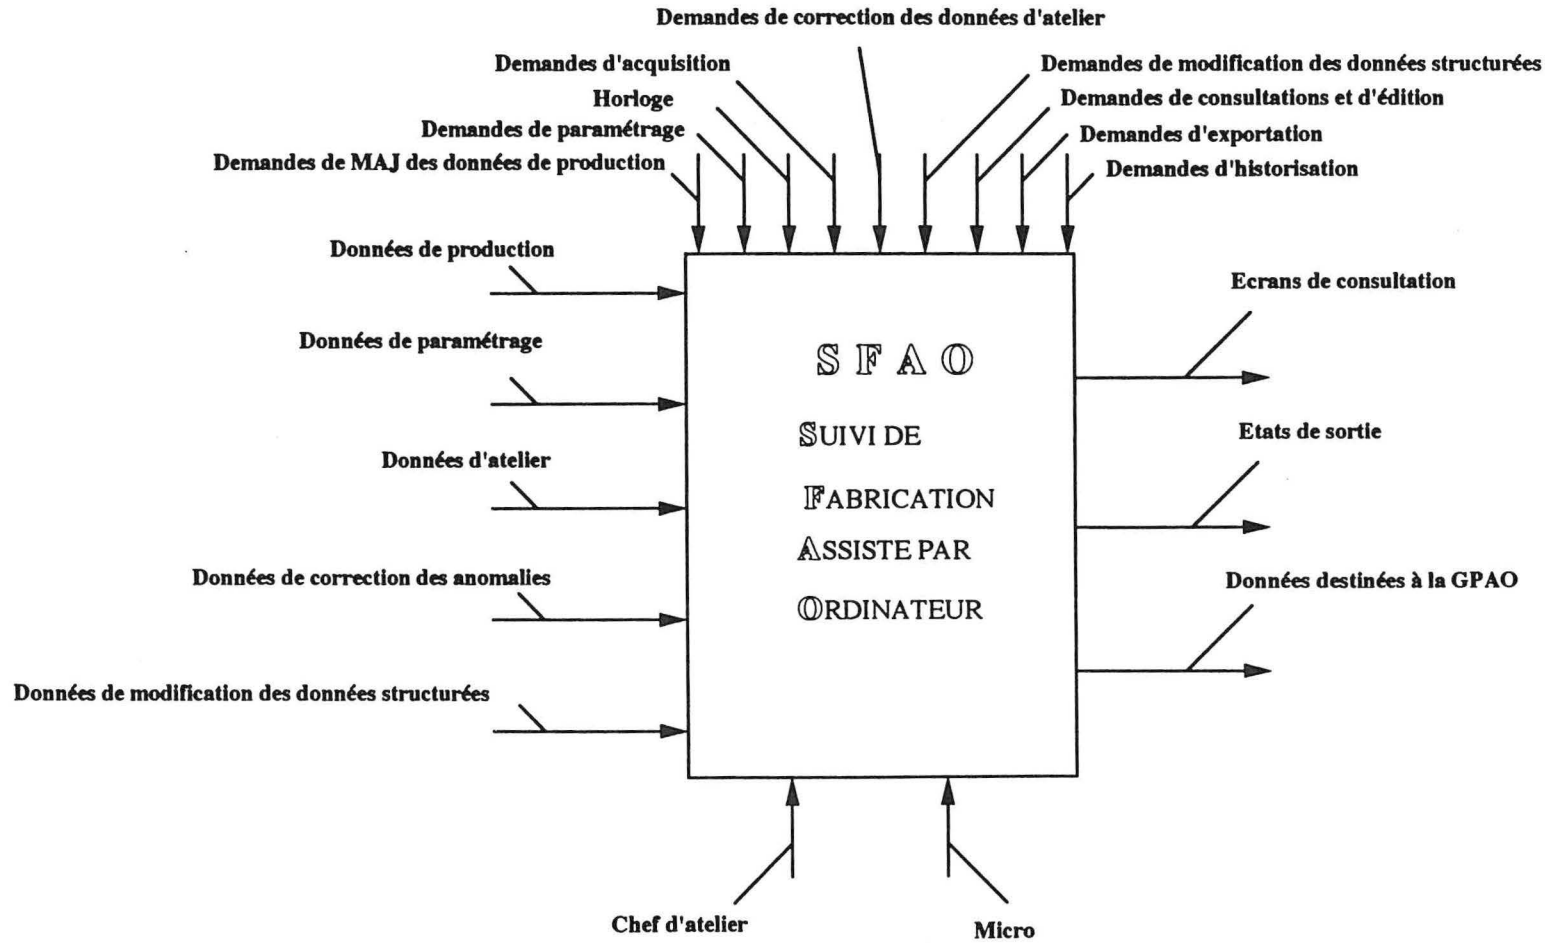 Demandes de correction des données d'atelier
Demandes d'acquisition
Demandes de modification des données structurées
Horloge
Demandes de consultations et d'édition
Demandes de paramétrage
Demandes d'exportation
Demandes de MAJ des données de production
Demandes d'historisation
Données de production
Ecrans de consultation
Données de paramétrage
S F A O
SUIVI DE
Etats de sortie
Données d'atelier
FABRICATION
ASSISTE PAR
Données de correction des anomalies
Données destinées à la GPAO
ORDINATEUR
Données de modification des données structurées
Chef d'atelier
Micro